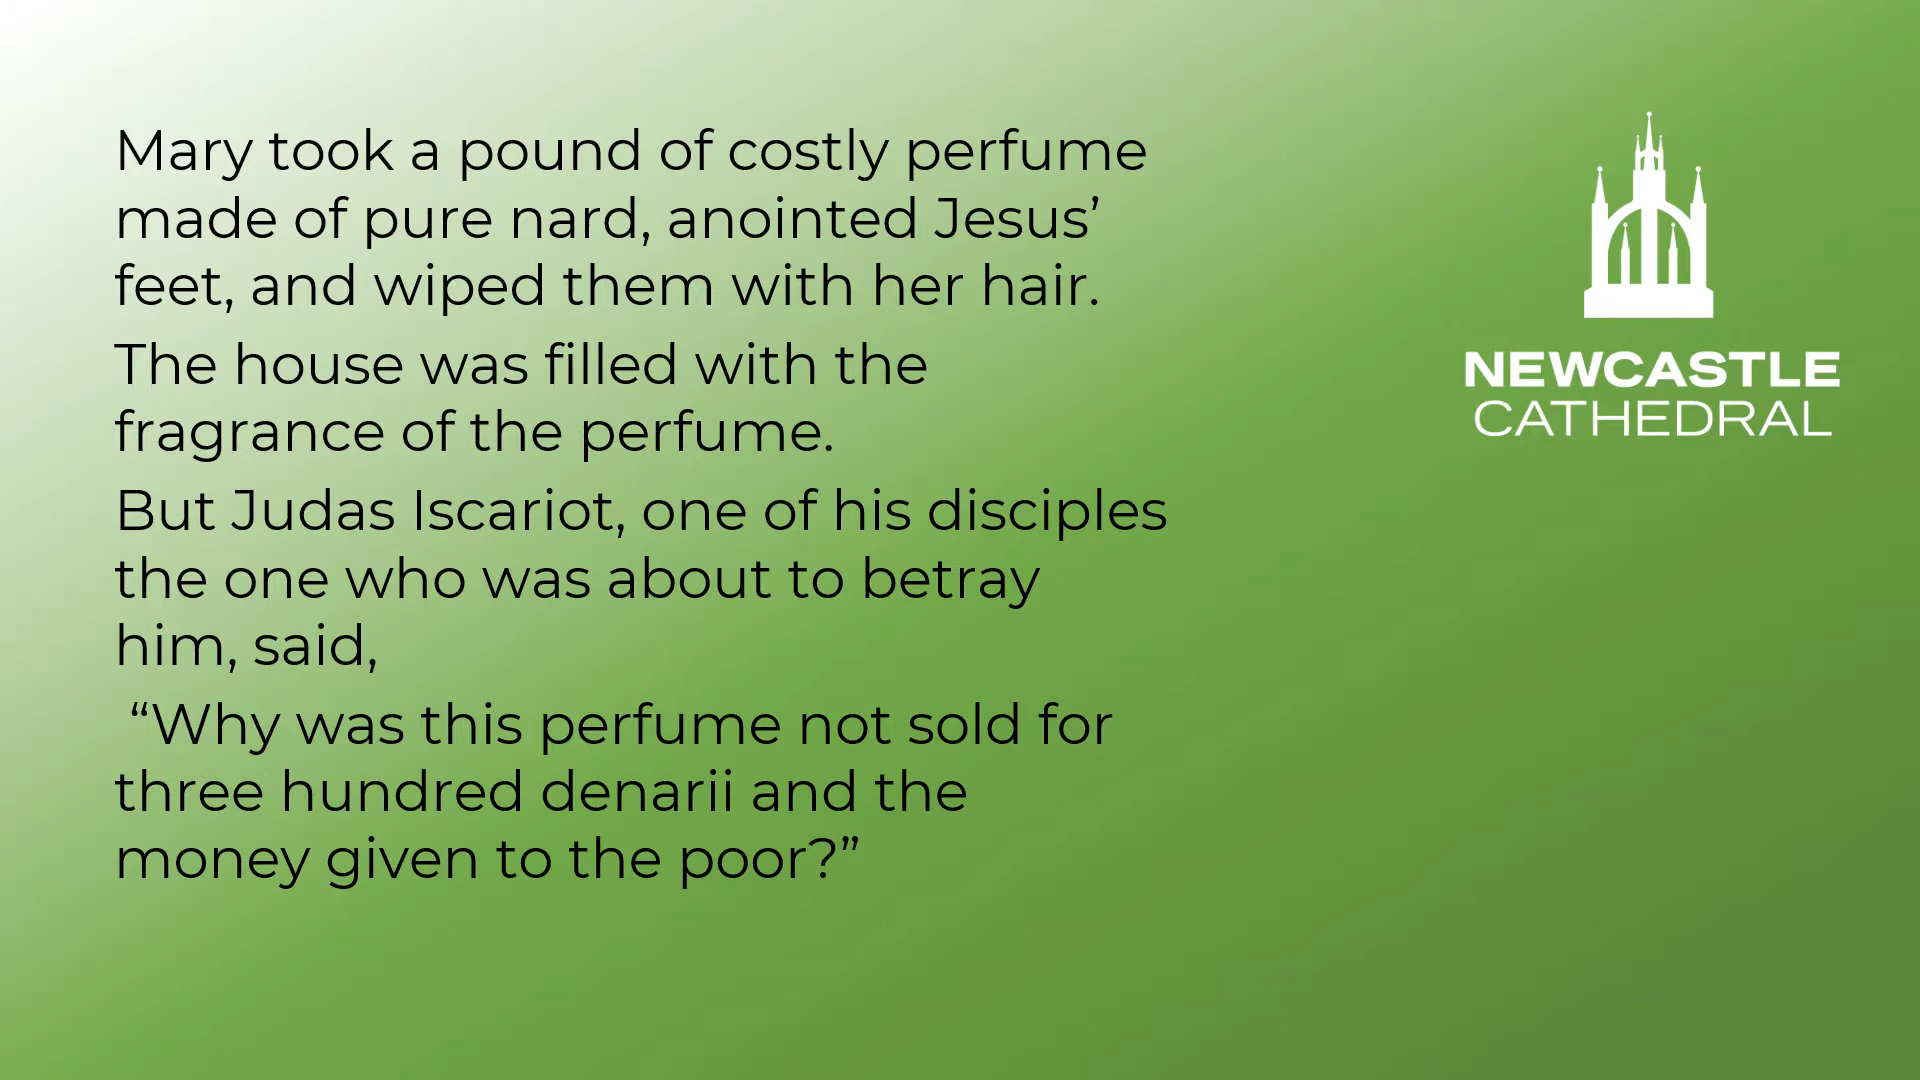 Mary took a pound of costly perfume
made of pure nard, anointed Jesus’
feet, and wiped them with her hair.
The house was filled with the
fragrance of the perfume.
But Judas Iscariot, one of his disciples
the one who was about to betray
him, said,
“Why was this perfume not sold for
three hundred denarii and the
money given to the poor?”
NEWCASTLE
CATHEDRAL